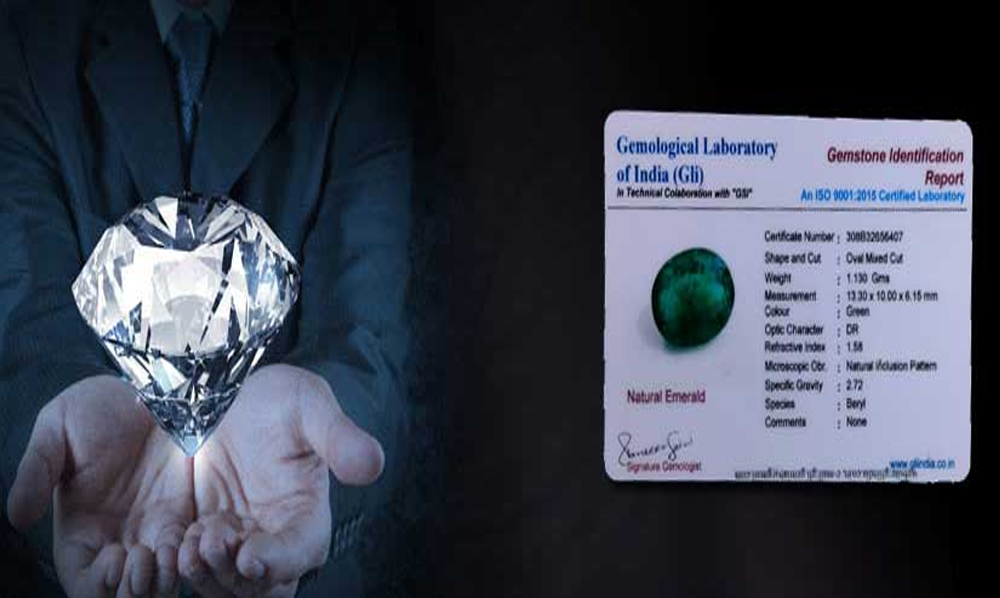 Gemological Laboratory
of India (Gli)
In Technical Colaboration with "GSI"
Gemstone Identification
Report
An ISO 9001:2015 Certified Laboratory
Certificate Number : 308B32656407
Shape and Cut : Oval Mixed Cut
Weight : 1.130 Gms
Measurement : 13.30 x 10.00 x 6.15 mm
Colour : Green
Optic Character : DR
Refractive Index : 1.58
Microscopic Obr. : Natural Inclusion Pattern
Specific Gravity : 2.72
Species : Beryl
Comments : None
Natural Emerald
Signature Gemologist
www.gliindia.co.in